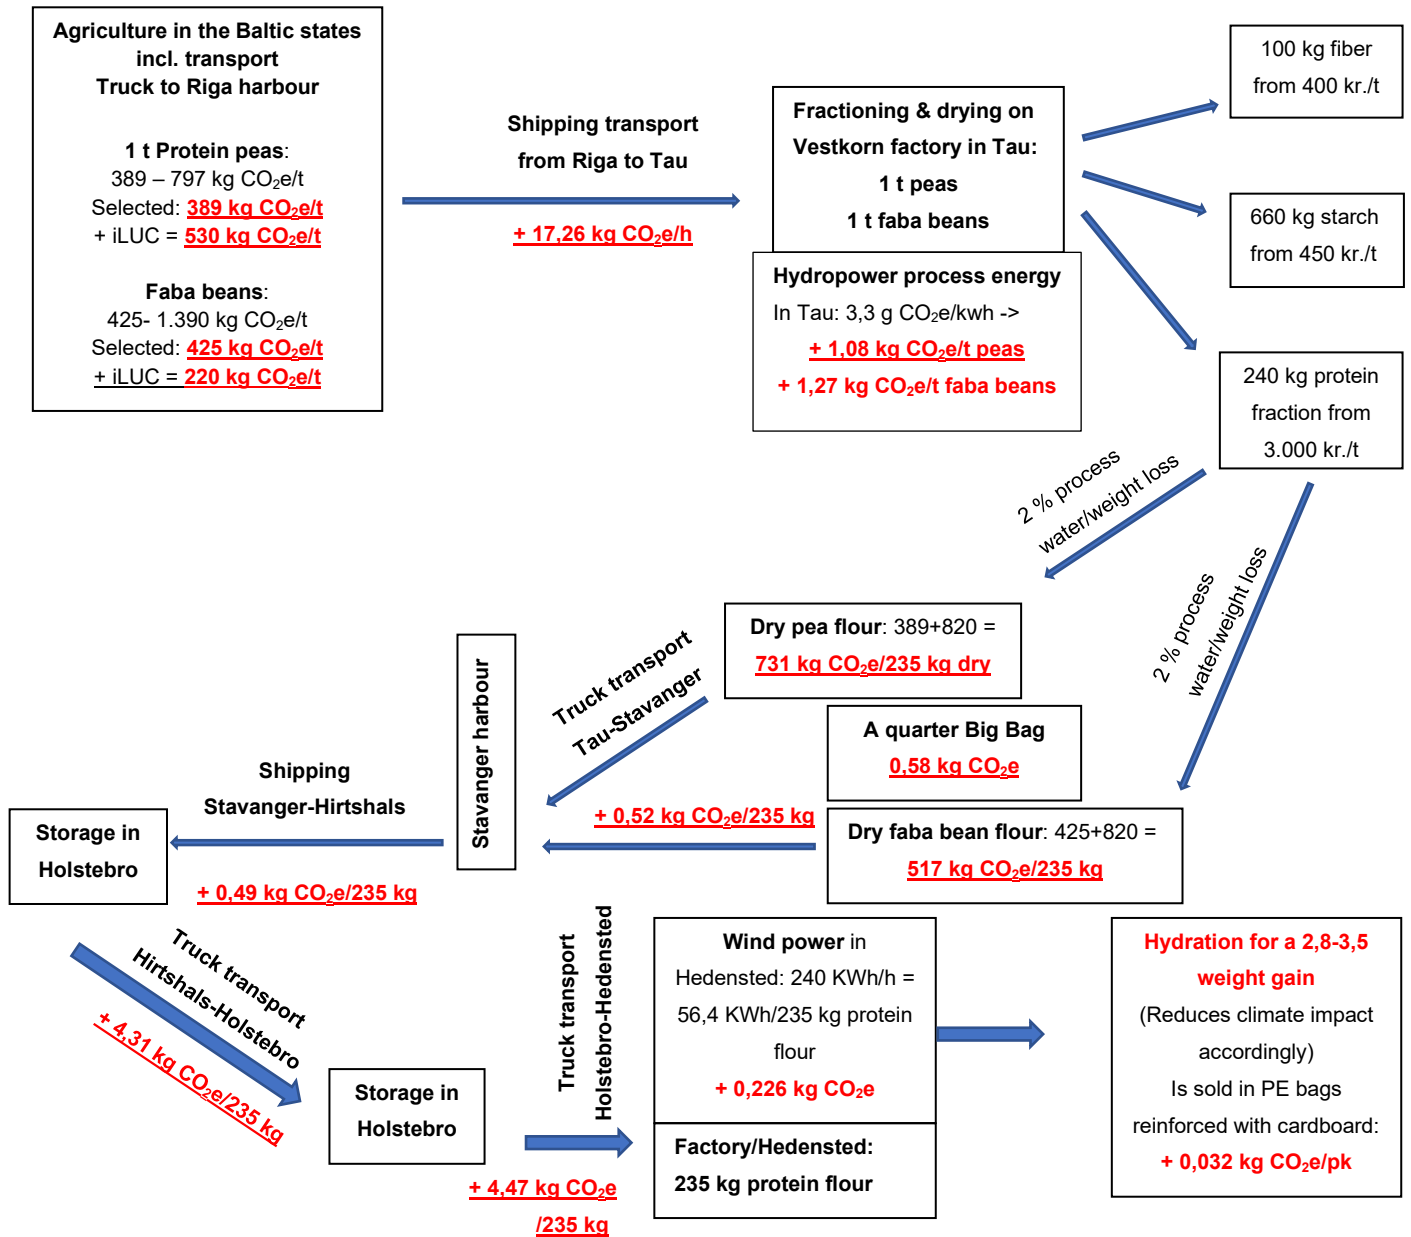 Agriculture in the Baltic states
incl. transport
Truck to Riga harbour
1 t Protein peas:
389 – 797 kg CO₂e/t
Selected: 389 kg CO₂e/t
+ iLUC = 530 kg CO₂e/t
Faba beans:
425- 1.390 kg CO₂e/t
Selected: 425 kg CO₂e/t
+ iLUC = 220 kg CO₂e/t
Shipping transport
from Riga to Tau
+ 17,26 kg CO₂e/h
Fractioning & drying on
Vestkorn factory in Tau:
1 t peas
1 t faba beans
Hydropower process energy
In Tau: 3,3 g CO₂e/kwh ->
+ 1,08 kg CO₂e/t peas
+ 1,27 kg CO₂e/t faba beans
100 kg fiber
from 400 kr./t
660 kg starch
from 450 kr./t
240 kg protein
fraction from
3.000 kr./t
2 % process
water/weight loss
2 % process
water/weight loss
Dry pea flour: 389+820 =
731 kg CO₂e/235 kg dry
A quarter Big Bag
0,58 kg CO₂e
Dry faba bean flour: 425+820 =
517 kg CO₂e/235 kg
Truck transport
Tau-Stavanger
+ 0,52 kg CO₂e/235 kg
Stavanger harbour
Shipping
Stavanger-Hirtshals
+ 0,49 kg CO₂e/235 kg
Storage in
Holstebro
Truck transport
Hirtshals-Holstebro
+ 4,31 kg CO₂e/235 kg
Storage in
Holstebro
Truck transport
Holstebro-Hedensted
+ 4,47 kg CO₂e
/235 kg
Wind power in
Hedensted: 240 KWh/h =
56,4 KWh/235 kg protein
flour
+ 0,226 kg CO₂e
Factory/Hedensted:
235 kg protein flour
Hydration for a 2,8-3,5
weight gain
(Reduces climate impact
accordingly)
Is sold in PE bags
reinforced with cardboard:
+ 0,032 kg CO₂e/pk